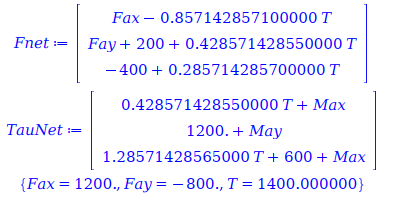 Fax − 0.857142857100000 T
Fnet := Fay + 200 + 0.428571428550000 T
−400 + 0.285714285700000 T
0.428571428550000 T + Max
TauNet := 1200. + May
1.28571428565000 T + 600 + Max
{Fax = 1200., Fay = −800., T = 1400.000000}